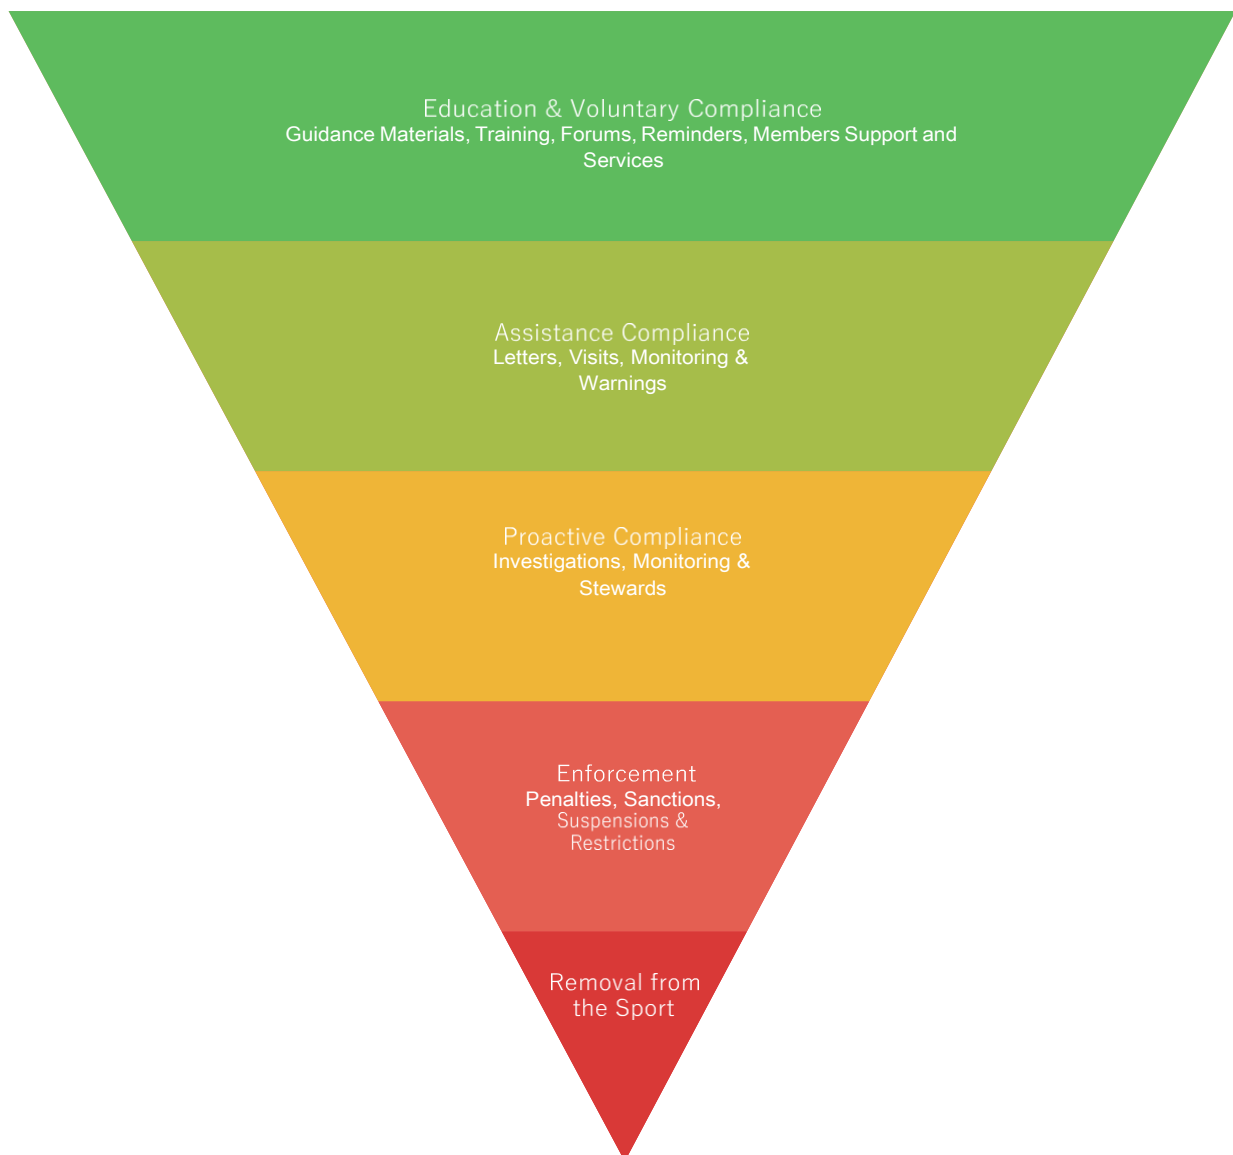 Education & Voluntary Compliance
Guidance Materials, Training, Forums, Reminders, Members Support and
Services
Assistance Compliance
Letters, Visits, Monitoring &
Warnings
Proactive Compliance
Investigations, Monitoring &
Stewards
Enforcement
Penalties, Sanctions,
Suspensions &
Restrictions
Removal from
the Sport